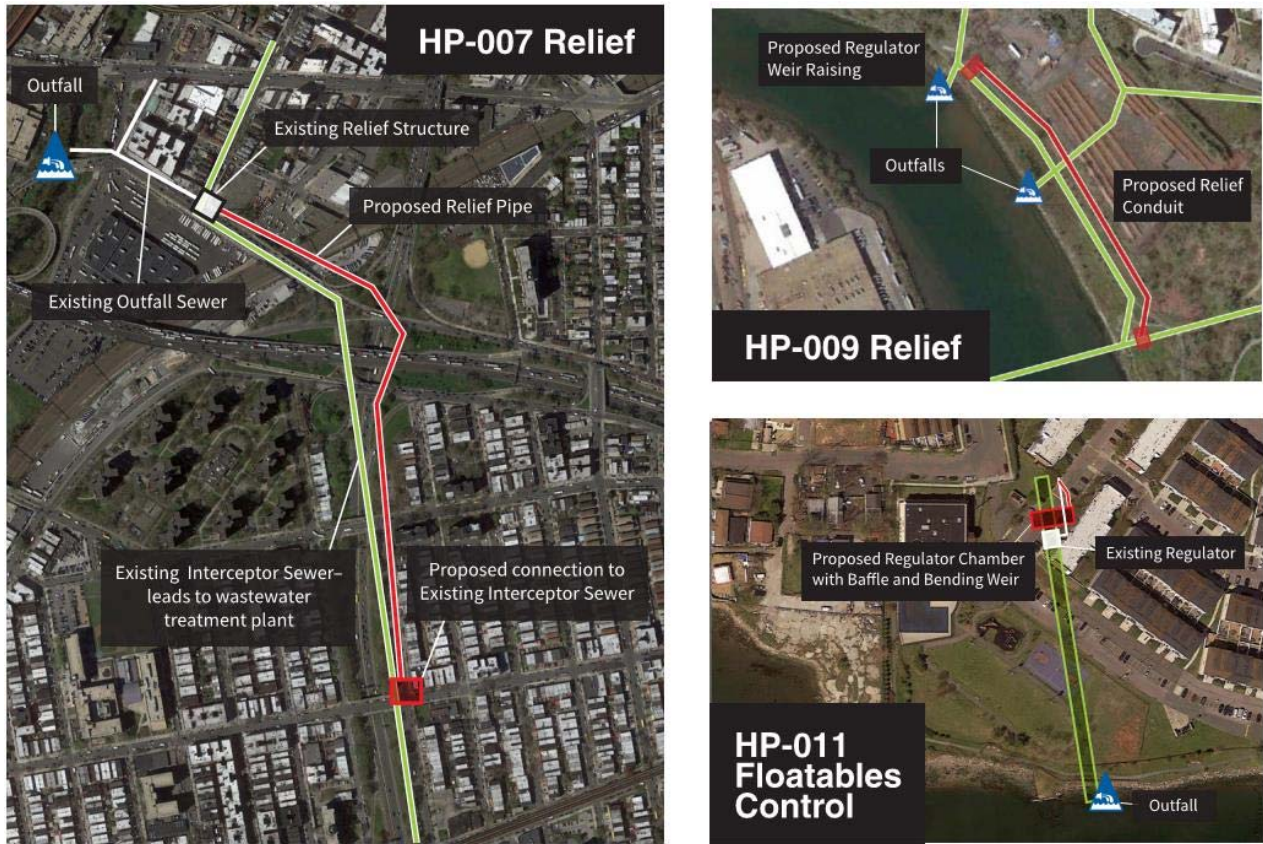 HP-007 Relief
Outfall
Existing Relief Structure
Proposed Relief Pipe
Existing Outfall Sewer
Existing Interceptor Sewer–
leads to wastewater
treatment plant
Proposed connection to
Existing Interceptor Sewer
Proposed Regulator
Weir Raising
Outfalls
Proposed Relief
Conduit
HP-009 Relief
Proposed Regulator Chamber
with Baffle and Bending Weir
Existing Regulator
HP-011
Floatables
Control
Outfall